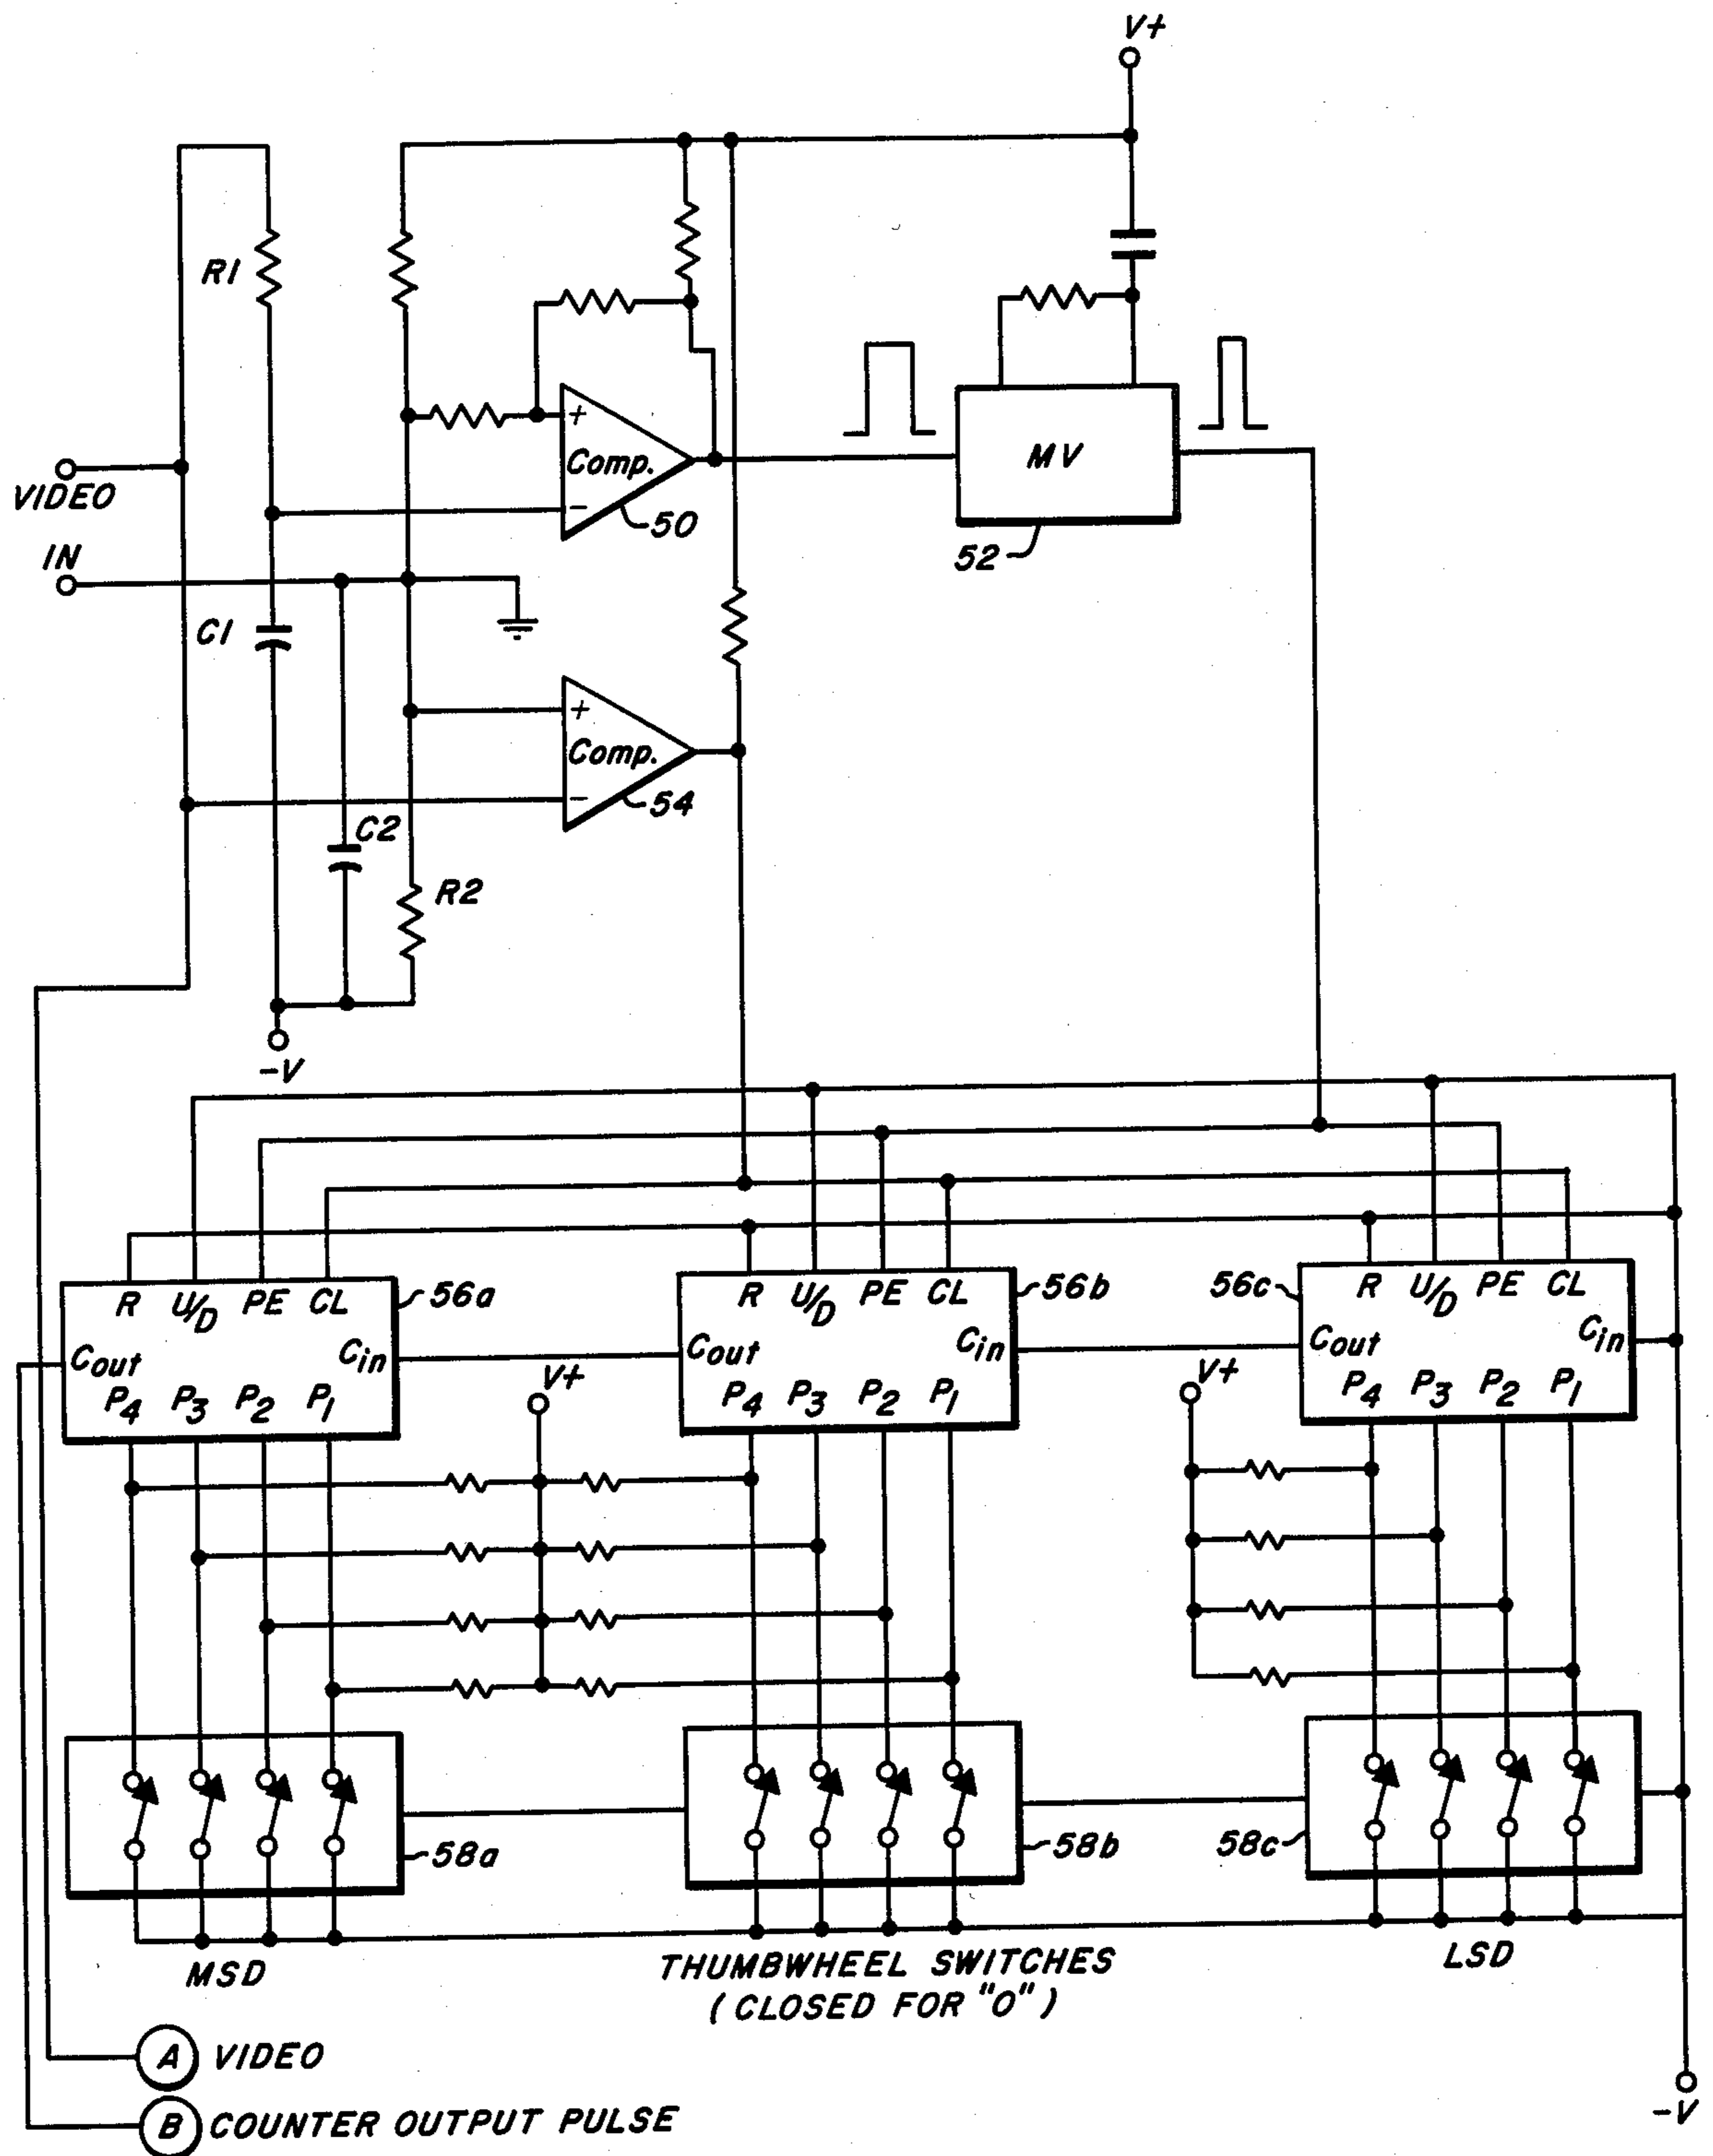 V+
R1
+
Comp.
-
50
MV
52
VIDEO
IN
C1
+
Comp.
-
54
C2
R2
-V
R U/D PE CL
Cout Cin
P4 P3 P2 P1
56a
R U/D PE CL
Cout Cin
P4 P3 P2 P1
56b
56c
R U/D PE CL
Cout Cin
P4 P3 P2 P1
V+
V+
58a
58b
58c
MSD
THUMBWHEEL SWITCHES
(CLOSED FOR "0")
LSD
A VIDEO
B COUNTER OUTPUT PULSE
-V